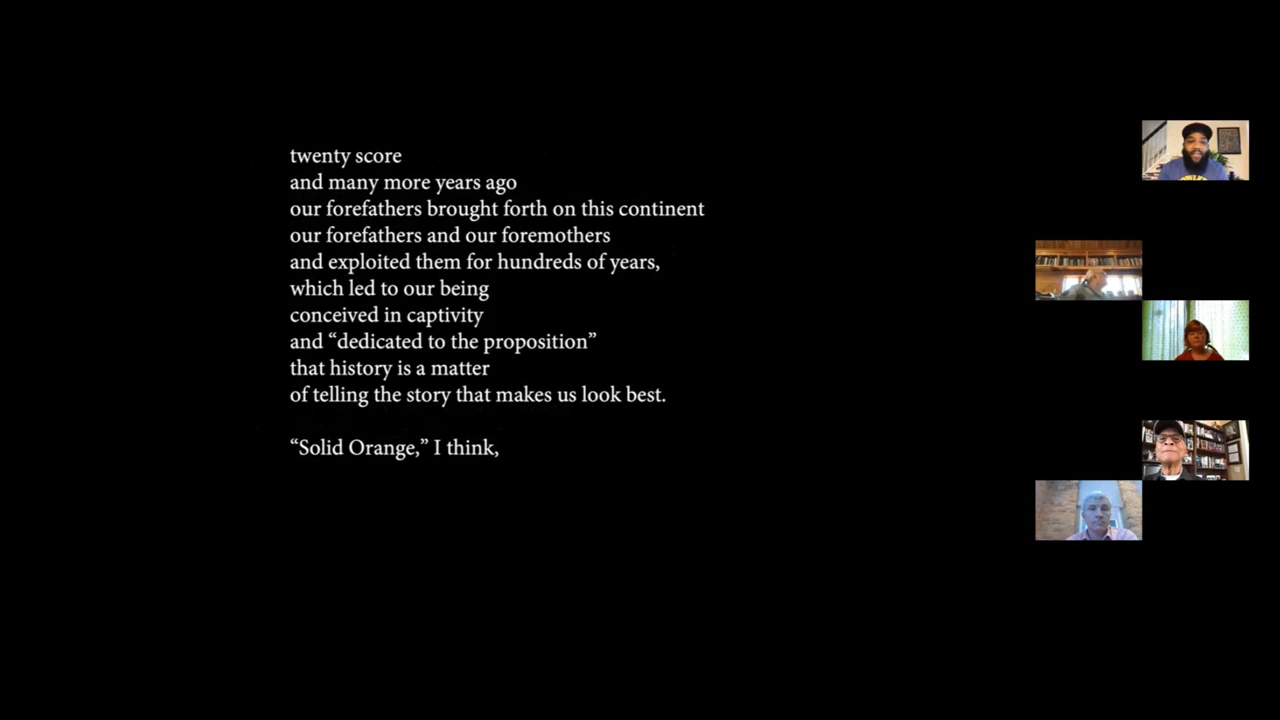 twenty score
and many more years ago
our forefathers brought forth on this continent
our forefathers and our foremothers
and exploited them for hundreds of years,
which led to our being
conceived in captivity
and “dedicated to the proposition”
that history is a matter
of telling the story that makes us look best.
“Solid Orange,” I think,